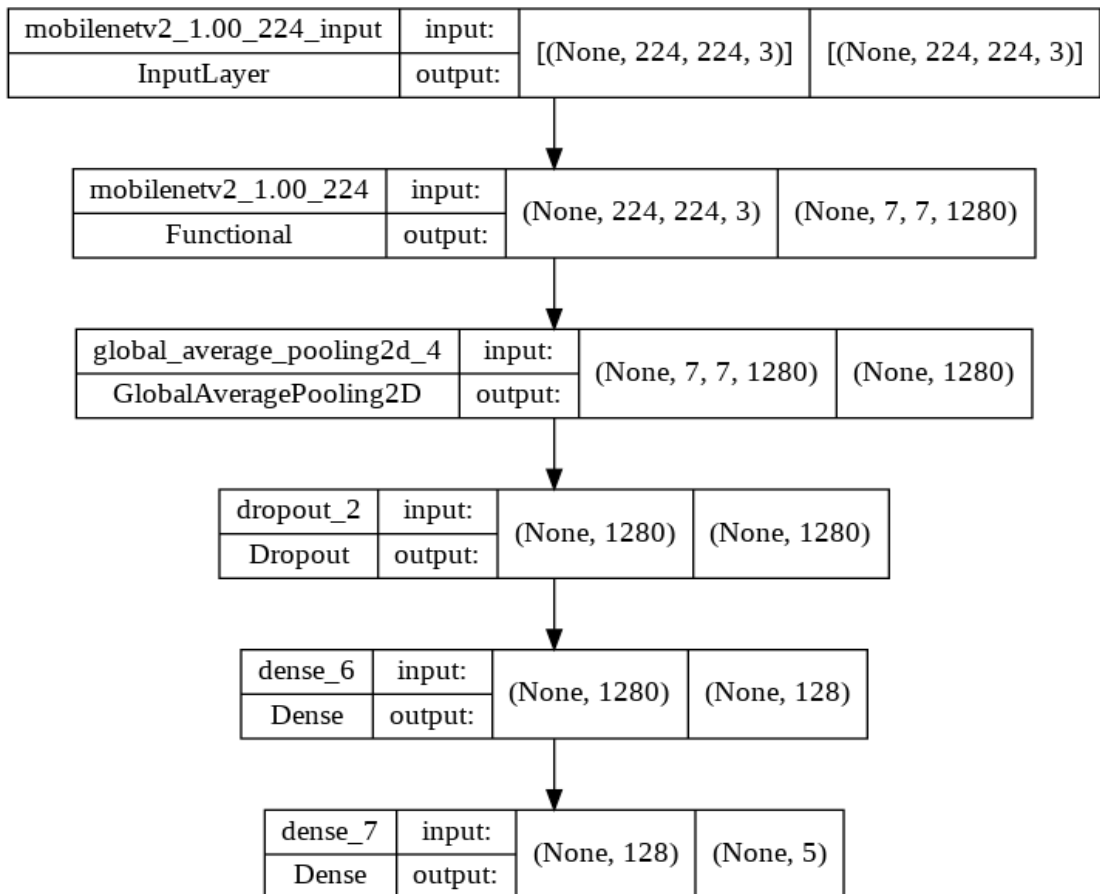 mobilenetv2_1.00_224_input input: [(None, 224, 224, 3)] [(None, 224, 224, 3)]
InputLayer output:
mobilenetv2_1.00_224 input: (None, 224, 224, 3) (None, 7, 7, 1280)
Functional output:
global_average_pooling2d_4 input: (None, 7, 7, 1280) (None, 1280)
GlobalAveragePooling2D output:
dropout_2 input: (None, 1280) (None, 1280)
Dropout output:
dense_6 input: (None, 1280) (None, 128)
Dense output:
dense_7 input: (None, 128) (None, 5)
Dense output: